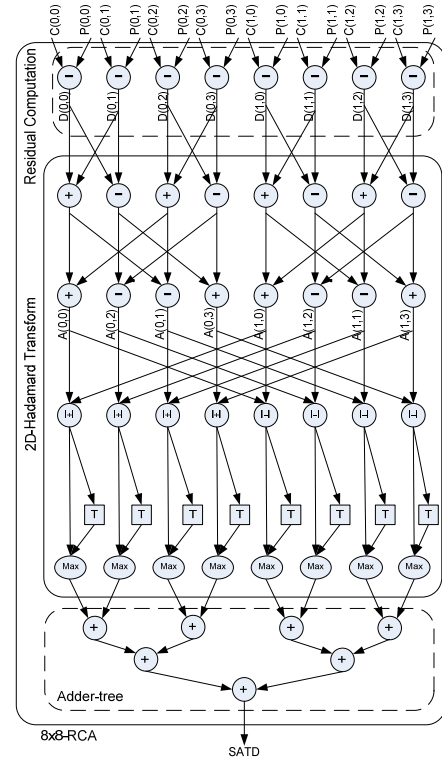 C(0,0) P(0,0) C(0,1) P(0,1) C(0,2) P(0,2) C(0,3) P(0,3) C(1,0) P(1,0) C(1,1) P(1,1) C(1,2) P(1,2) C(1,3) P(1,3)
Residual Computation
− − − − − − − −
D(0,0) D(0,1) D(0,2) D(0,3) D(1,0) D(1,1) D(1,2) D(1,3)
2D-Hadamard Transform
+ − + − + − + −
+ − − + + − − +
A(0,0) A(0,2) A(0,1) A(0,3) A(1,0) A(1,2) A(1,1) A(1,3)
|+| |+| |+| |+| |−| |−| |−| |−|
T T T T T T T T
Max Max Max Max Max Max Max Max
+ + + +
+ +
+
Adder-tree
8x8-RCA
SATD